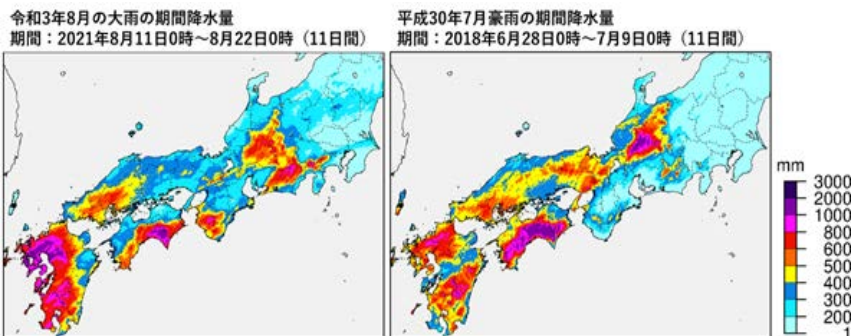 令和3年8月の大雨の期間降水量
期間：2021年8月11日0時～8月22日0時（11日間）
平成30年7月豪雨の期間降水量
期間：2018年6月28日0時～7月9日0時（11日間）
mm
3000
2000
1000
800
600
500
400
300
200
1